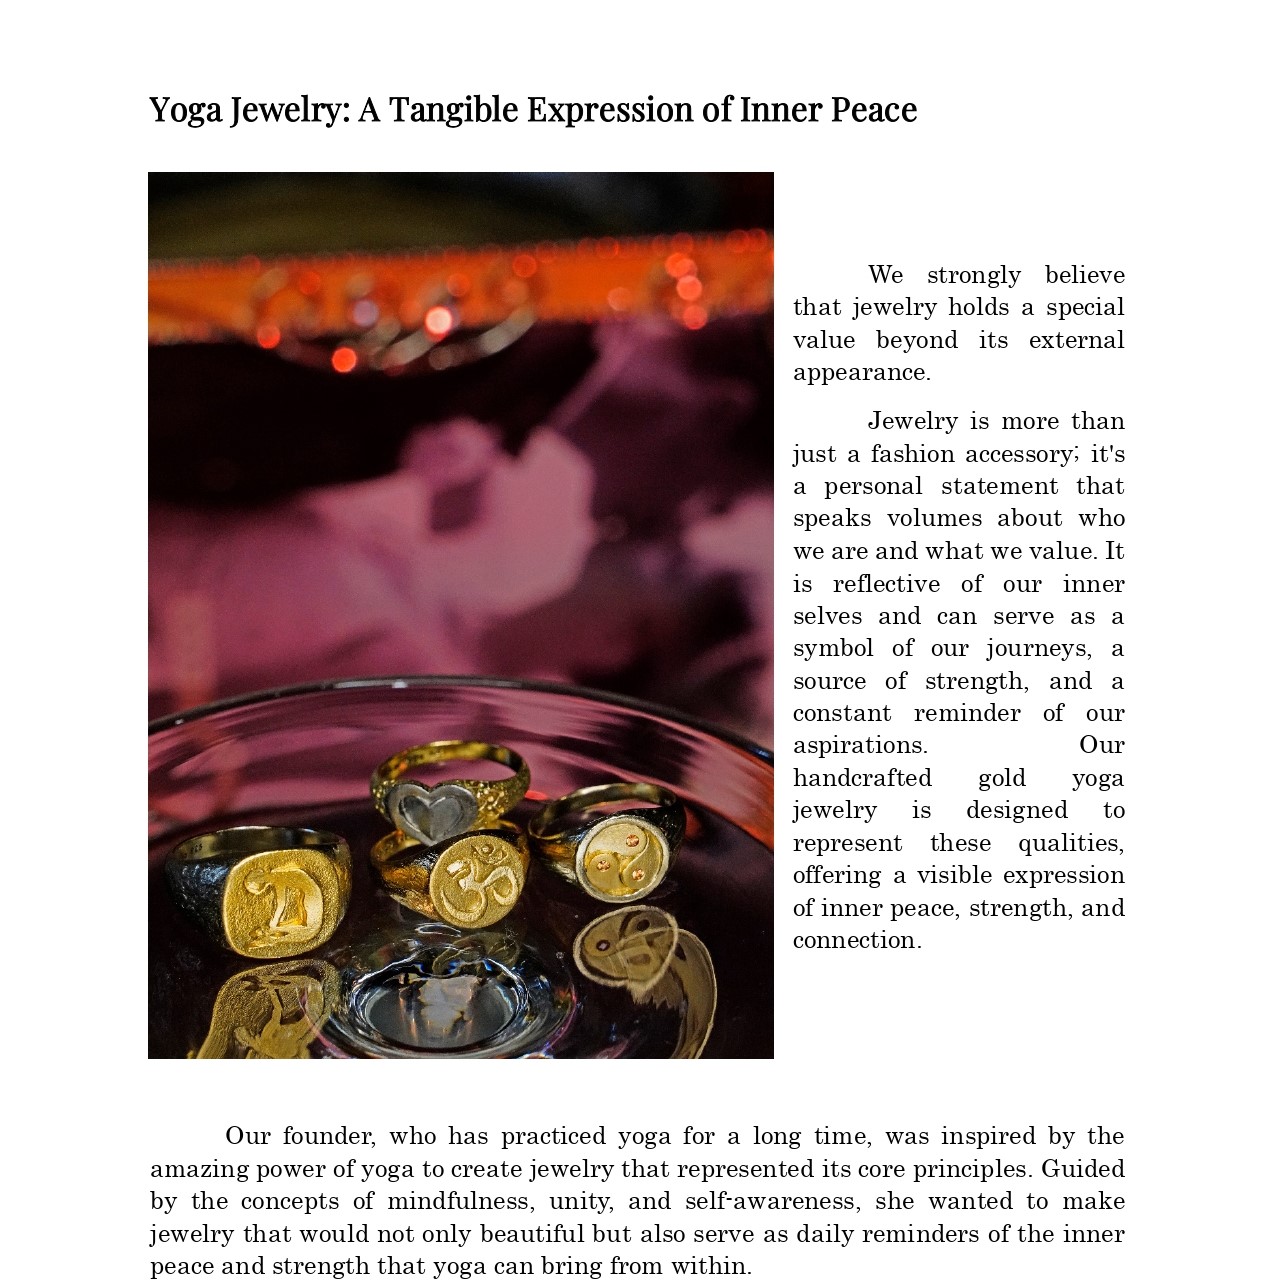 Yoga Jewelry: A Tangible Expression of Inner Peace
We strongly believe
that jewelry holds a special
value beyond its external
appearance.
Jewelry is more than
just a fashion accessory; it's
a personal statement that
speaks volumes about who
we are and what we value. It
is reflective of our inner
selves and can serve as a
symbol of our journeys, a
source of strength, and a
constant reminder of our
aspirations. Our
handcrafted gold yoga
jewelry is designed to
represent these qualities,
offering a visible expression
of inner peace, strength, and
connection.
Our founder, who has practiced yoga for a long time, was inspired by the
amazing power of yoga to create jewelry that represented its core principles. Guided
by the concepts of mindfulness, unity, and self-awareness, she wanted to make
jewelry that would not only beautiful but also serve as daily reminders of the inner
peace and strength that yoga can bring from within.